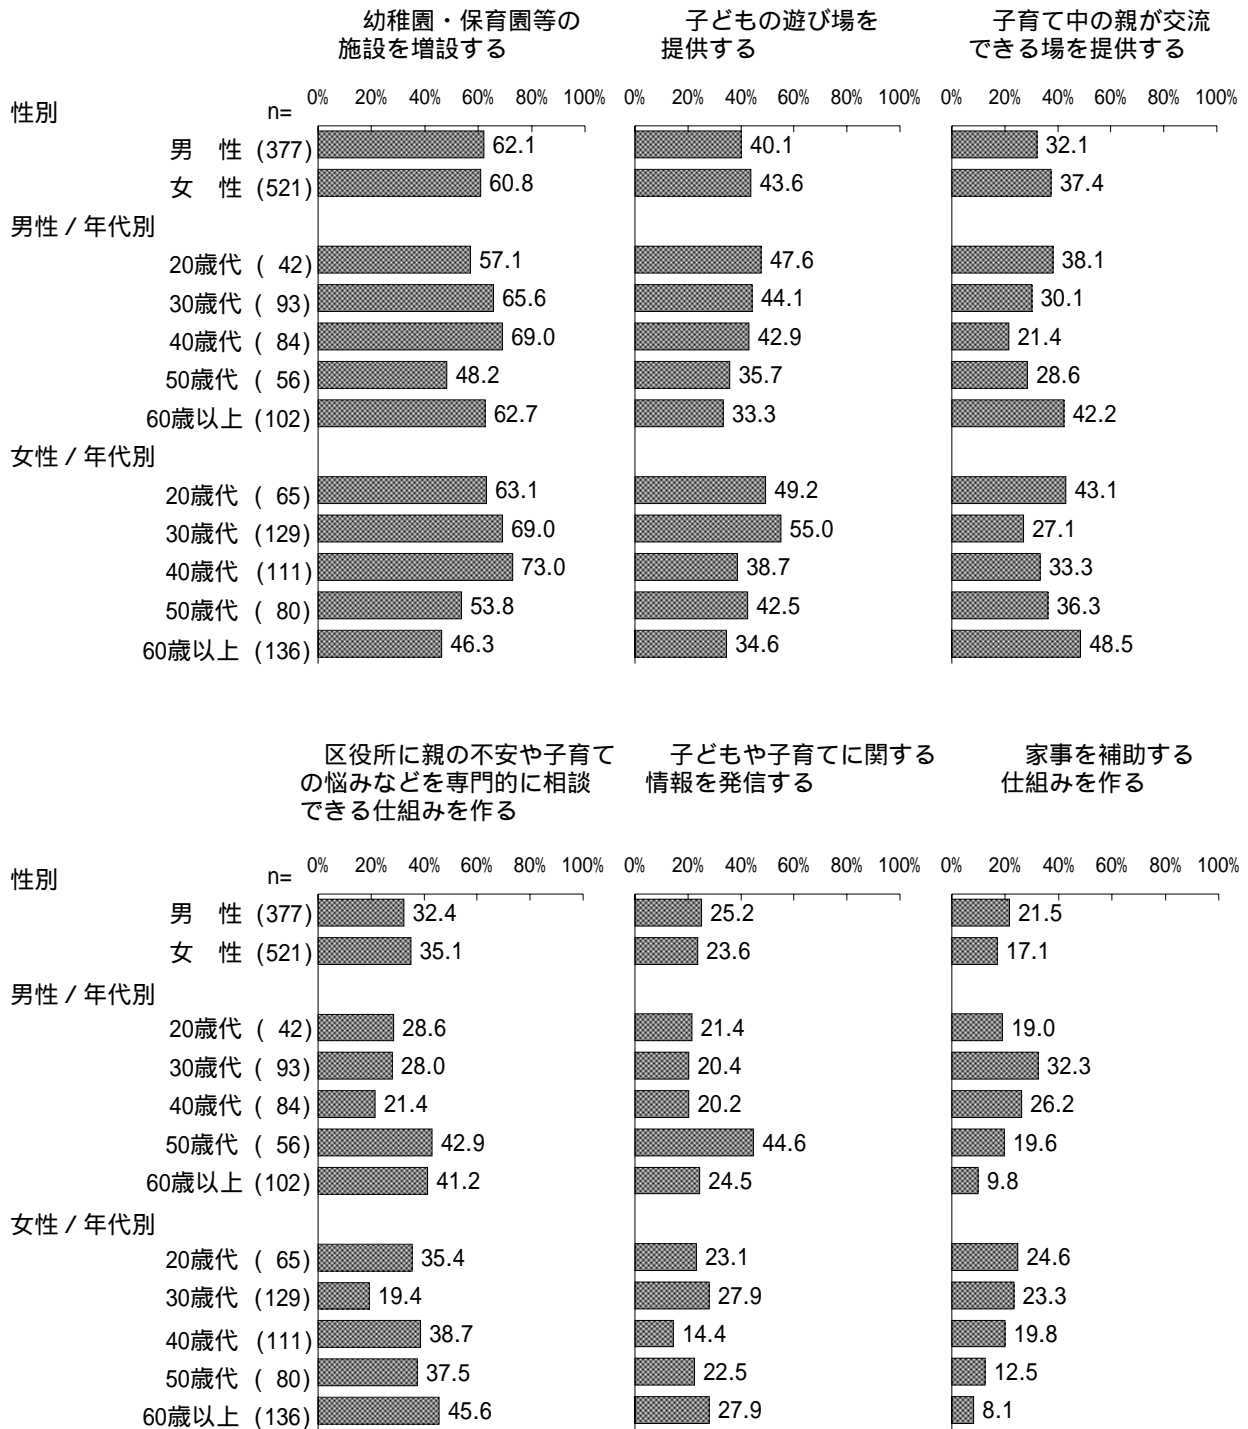 幼稚園・保育園等の
施設を増設する
子どもの遊び場を
提供する
子育て中の親が交流
できる場を提供する
性別 n= 0% 20% 40% 60% 80% 100% 0% 20% 40% 60% 80% 100% 0% 20% 40% 60% 80% 100%
男 性 (377) 62.1 40.1 32.1
女 性 (521) 60.8 43.6 37.4
男性 / 年代別
20歳代 ( 42) 57.1 47.6 38.1
30歳代 ( 93) 65.6 44.1 30.1
40歳代 ( 84) 69.0 42.9 21.4
50歳代 ( 56) 48.2 35.7 28.6
60歳以上 (102) 62.7 33.3 42.2
女性 / 年代別
20歳代 ( 65) 63.1 49.2 43.1
30歳代 (129) 69.0 55.0 27.1
40歳代 (111) 73.0 38.7 33.3
50歳代 ( 80) 53.8 42.5 36.3
60歳以上 (136) 46.3 34.6 48.5
区役所に親の不安や子育て
の悩みなどを専門的に相談
できる仕組みを作る
子どもや子育てに関する
情報を発信する
家事を補助する
仕組みを作る
性別 n= 0% 20% 40% 60% 80% 100% 0% 20% 40% 60% 80% 100% 0% 20% 40% 60% 80% 100%
男 性 (377) 32.4 25.2 21.5
女 性 (521) 35.1 23.6 17.1
男性 / 年代別
20歳代 ( 42) 28.6 21.4 19.0
30歳代 ( 93) 28.0 20.4 32.3
40歳代 ( 84) 21.4 20.2 26.2
50歳代 ( 56) 42.9 44.6 19.6
60歳以上 (102) 41.2 24.5 9.8
女性 / 年代別
20歳代 ( 65) 35.4 23.1 24.6
30歳代 (129) 19.4 27.9 23.3
40歳代 (111) 38.7 14.4 19.8
50歳代 ( 80) 37.5 22.5 12.5
60歳以上 (136) 45.6 27.9 8.1